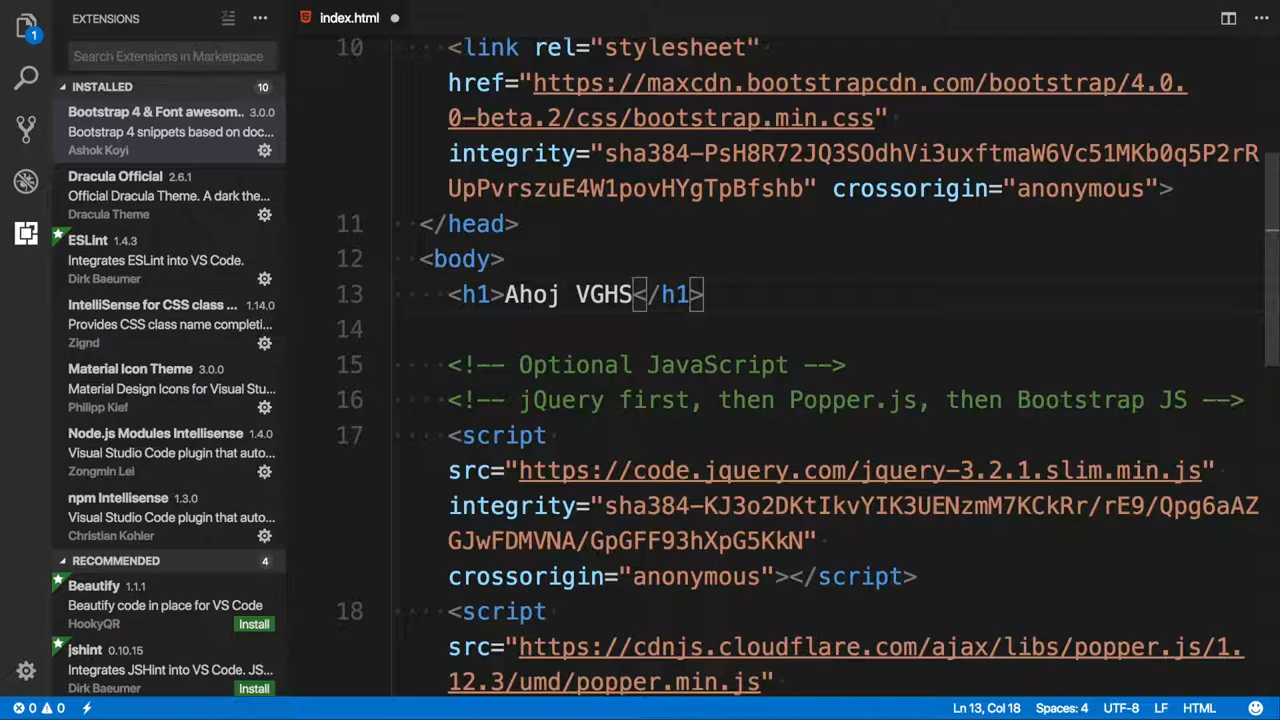 EXTENSIONS
Search Extensions in Marketplace
INSTALLED 10
Bootstrap 4 & Font awesom.. 3.0.0
Bootstrap 4 snippets based on doc...
Ashok Koyi
Dracula Official 2.6.1
Official Dracula Theme. A dark the...
Dracula Theme
ESLint 1.4.3
Integrates ESLint into VS Code.
Dirk Baeumer
IntelliSense for CSS class ... 1.14.0
Provides CSS class name completi...
Zignd
Material Icon Theme 3.0.0
Material Design Icons for Visual Stu...
Philipp Kief
Node.js Modules Intellisense 1.4.0
Visual Studio Code plugin that auto...
Zongmin Lei
npm Intellisense 1.3.0
Visual Studio Code plugin that auto...
Christian Kohler
RECOMMENDED 4
Beautify 1.1.1
Beautify code in place for VS Code
HookyQR Install
jshint 0.10.15
Integrates JSHint into VS Code. JS...
Dirk Baeumer Install
1
index.html
10 <link rel="stylesheet"
href="https://maxcdn.bootstrapcdn.com/bootstrap/4.0.
0-beta.2/css/bootstrap.min.css"
integrity="sha384-PsH8R72JQ3SOdhVi3uxftmaW6Vc51MKb0q5P2rR
UpPvrszuE4W1povHYgTpBfshb" crossorigin="anonymous">
11 </head>
12 <body>
13 <h1>Ahoj VGHS</h1>
14
15 <!-- Optional JavaScript -->
16 <!-- jQuery first, then Popper.js, then Bootstrap JS -->
17 <script
src="https://code.jquery.com/jquery-3.2.1.slim.min.js"
integrity="sha384-KJ3o2DKtIkvYIK3UENzmM7KCkRr/rE9/Qpg6aAZ
GJwFDMVNA/GpGFF93hXpG5KkN"
crossorigin="anonymous"></script>
18 <script
src="https://cdnjs.cloudflare.com/ajax/libs/popper.js/1.
12.3/umd/popper.min.js"
0 0 Ln 13, Col 18 Spaces: 4 UTF-8 LF HTML